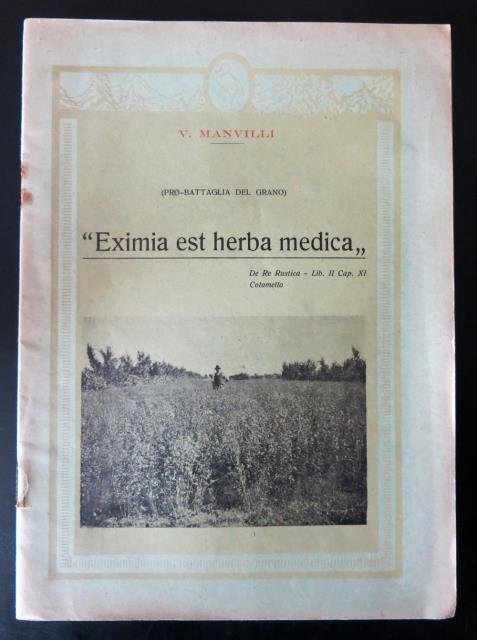 V. MANVILLI
(PRO-BATTAGLIA DEL GRANO)
“Eximia est herba medica„
De Re Rustica - Lib. II Cap. XI
Columella